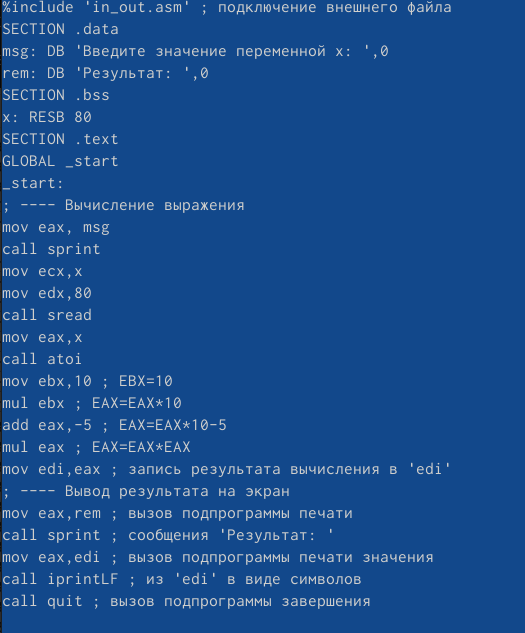 %include 'in_out.asm' ; подключение внешнего файла
SECTION .data
msg: DB 'Введите значение переменной x: ',0
rem: DB 'Результат: ',0
SECTION .bss
x: RESB 80
SECTION .text
GLOBAL _start
_start:
; ---- Вычисление выражения
mov eax, msg
call sprint
mov ecx,x
mov edx,80
call sread
mov eax,x
call atoi
mov ebx,10 ; EBX=10
mul ebx ; EAX=EAX*10
add eax,-5 ; EAX=EAX*10-5
mul eax ; EAX=EAX*EAX
mov edi,eax ; запись результата вычисления в 'edi'
; ---- Вывод результата на экран
mov eax,rem ; вызов подпрограммы печати
call sprint ; сообщения 'Результат: '
mov eax,edi ; вызов подпрограммы печати значения
call iprintLF ; из 'edi' в виде символов
call quit ; вызов подпрограммы завершения